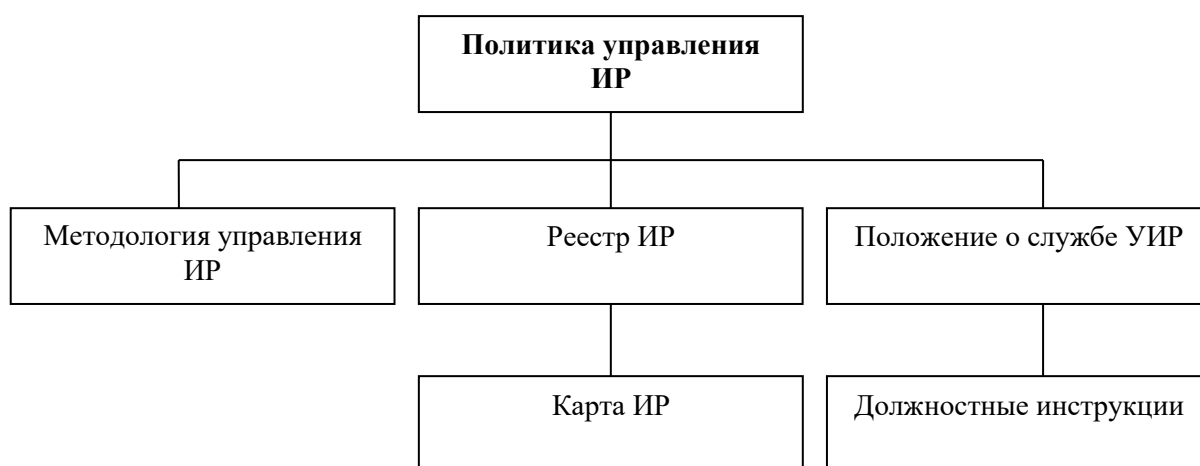 Политика управления
ИР
Методология управления
ИР
Реестр ИР
Положение о службе УИР
Карта ИР
Должностные инструкции